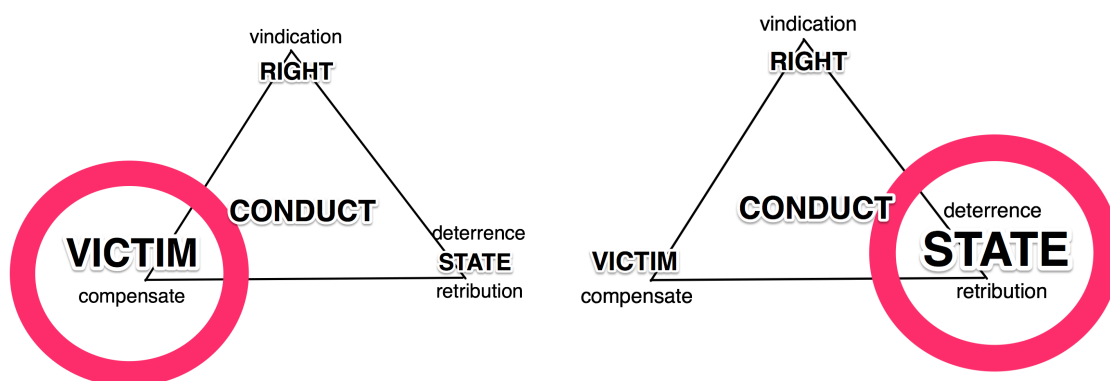 vindication
RIGHT
CONDUCT
VICTIM
compensate
deterrence
STATE
retribution
vindication
RIGHT
CONDUCT
VICTIM
compensate
deterrence
STATE
retribution